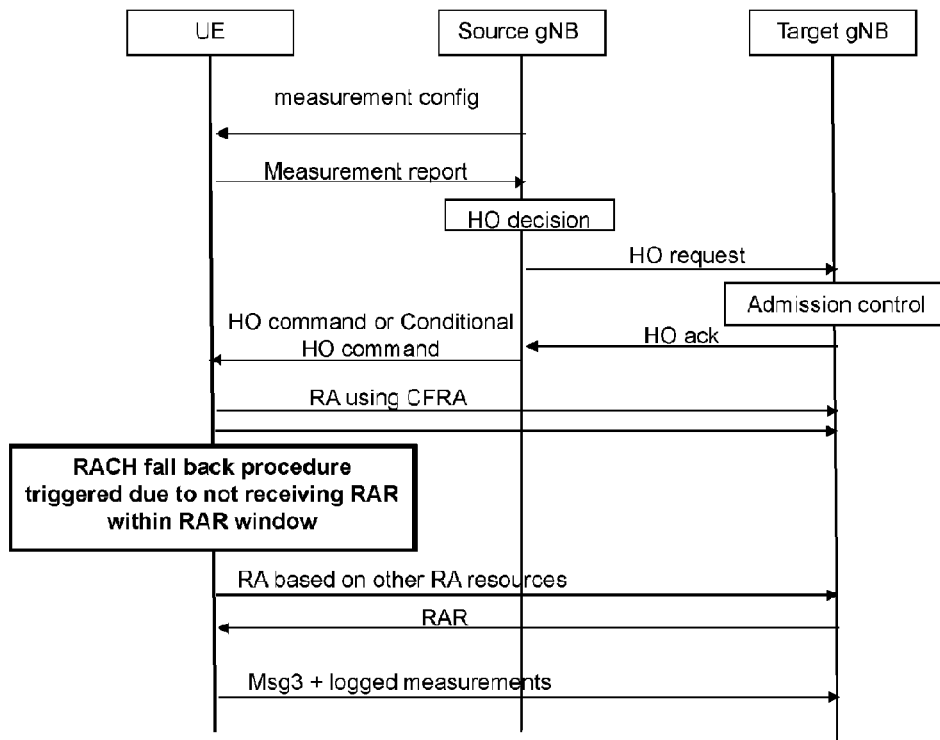 UE
Source gNB
Target gNB
measurement config
Measurement report
HO decision
HO request
Admission control
HO command or Conditional
HO command
HO ack
RA using CFRA
RACH fall back procedure
triggered due to not receiving RAR
within RAR window
RA based on other RA resources
RAR
Msg3 + logged measurements